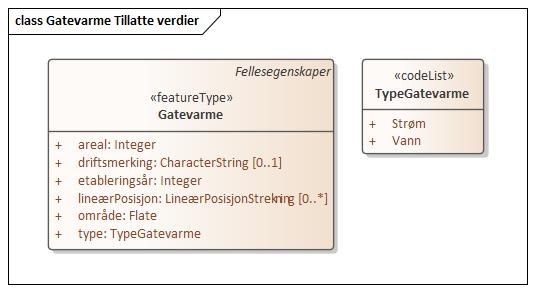 class Gatevarme Tillatte verdier
Fellesegenskaper
«featureType»
Gatevarme
+ areal: Integer
+ driftsmerking: CharacterString [0..1]
+ etableringsår: Integer
+ lineærPosisjon: LineærPosisjonStrekning [0..*]
+ område: Flate
+ type: TypeGatevarme
«codeList»
TypeGatevarme
+ Strøm
+ Vann